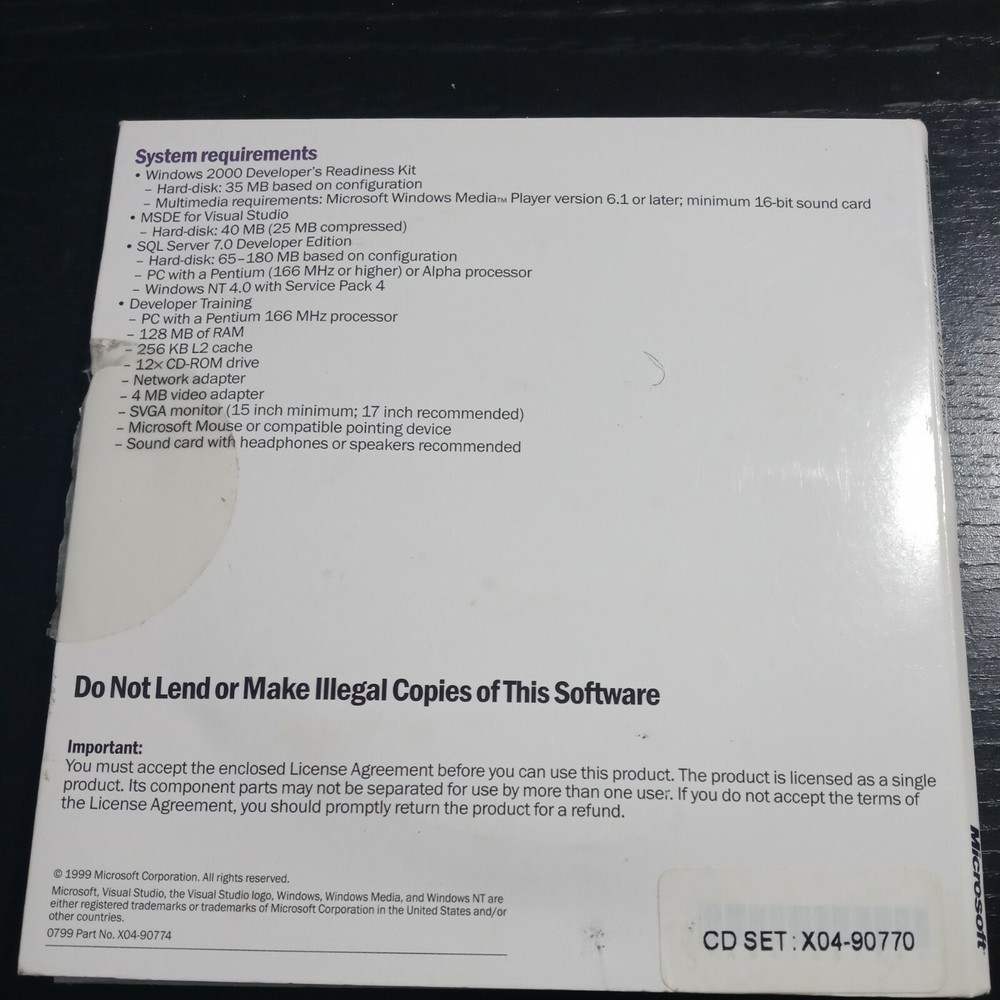 System requirements
• Windows 2000 Developer's Readiness Kit
– Hard-disk: 35 MB based on configuration
– Multimedia requirements: Microsoft Windows Media™ Player version 6.1 or later; minimum 16-bit sound card
• MSDE for Visual Studio
– Hard-disk: 40 MB (25 MB compressed)
• SQL Server 7.0 Developer Edition
– Hard-disk: 65–180 MB based on configuration
– PC with a Pentium (166 MHz or higher) or Alpha processor
– Windows NT 4.0 with Service Pack 4
• Developer Training
– PC with a Pentium 166 MHz processor
– 128 MB of RAM
– 256 KB L2 cache
– 12× CD-ROM drive
– Network adapter
– 4 MB video adapter
– SVGA monitor (15 inch minimum; 17 inch recommended)
– Microsoft Mouse or compatible pointing device
– Sound card with headphones or speakers recommended
Do Not Lend or Make Illegal Copies of This Software
Important:
You must accept the enclosed License Agreement before you can use this product. The product is licensed as a single
product. Its component parts may not be separated for use by more than one user. If you do not accept the terms of
the License Agreement, you should promptly return the product for a refund.
© 1999 Microsoft Corporation. All rights reserved.
Microsoft, Visual Studio, the Visual Studio logo, Windows, Windows Media, and Windows NT are
either registered trademarks or trademarks of Microsoft Corporation in the United States and/or
other countries.
0799 Part No. X04-90774
CD SET : X04-90770
Microsoft